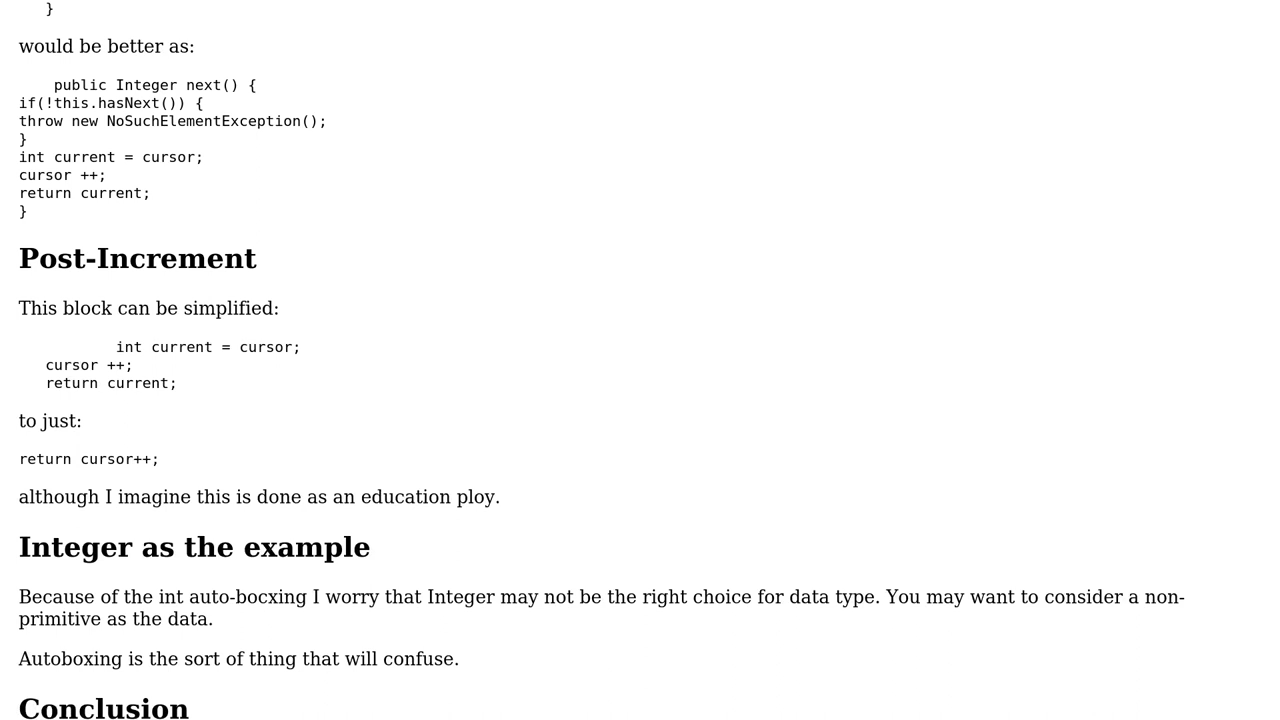 }
would be better as:
public Integer next() {
if(!this.hasNext()) {
throw new NoSuchElementException();
}
int current = cursor;
cursor ++;
return current;
}
Post-Increment
This block can be simplified:
int current = cursor;
cursor ++;
return current;
to just:
return cursor++;
although I imagine this is done as an education ploy.
Integer as the example
Because of the int auto-bocxing I worry that Integer may not be the right choice for data type. You may want to consider a non-
primitive as the data.
Autoboxing is the sort of thing that will confuse.
Conclusion